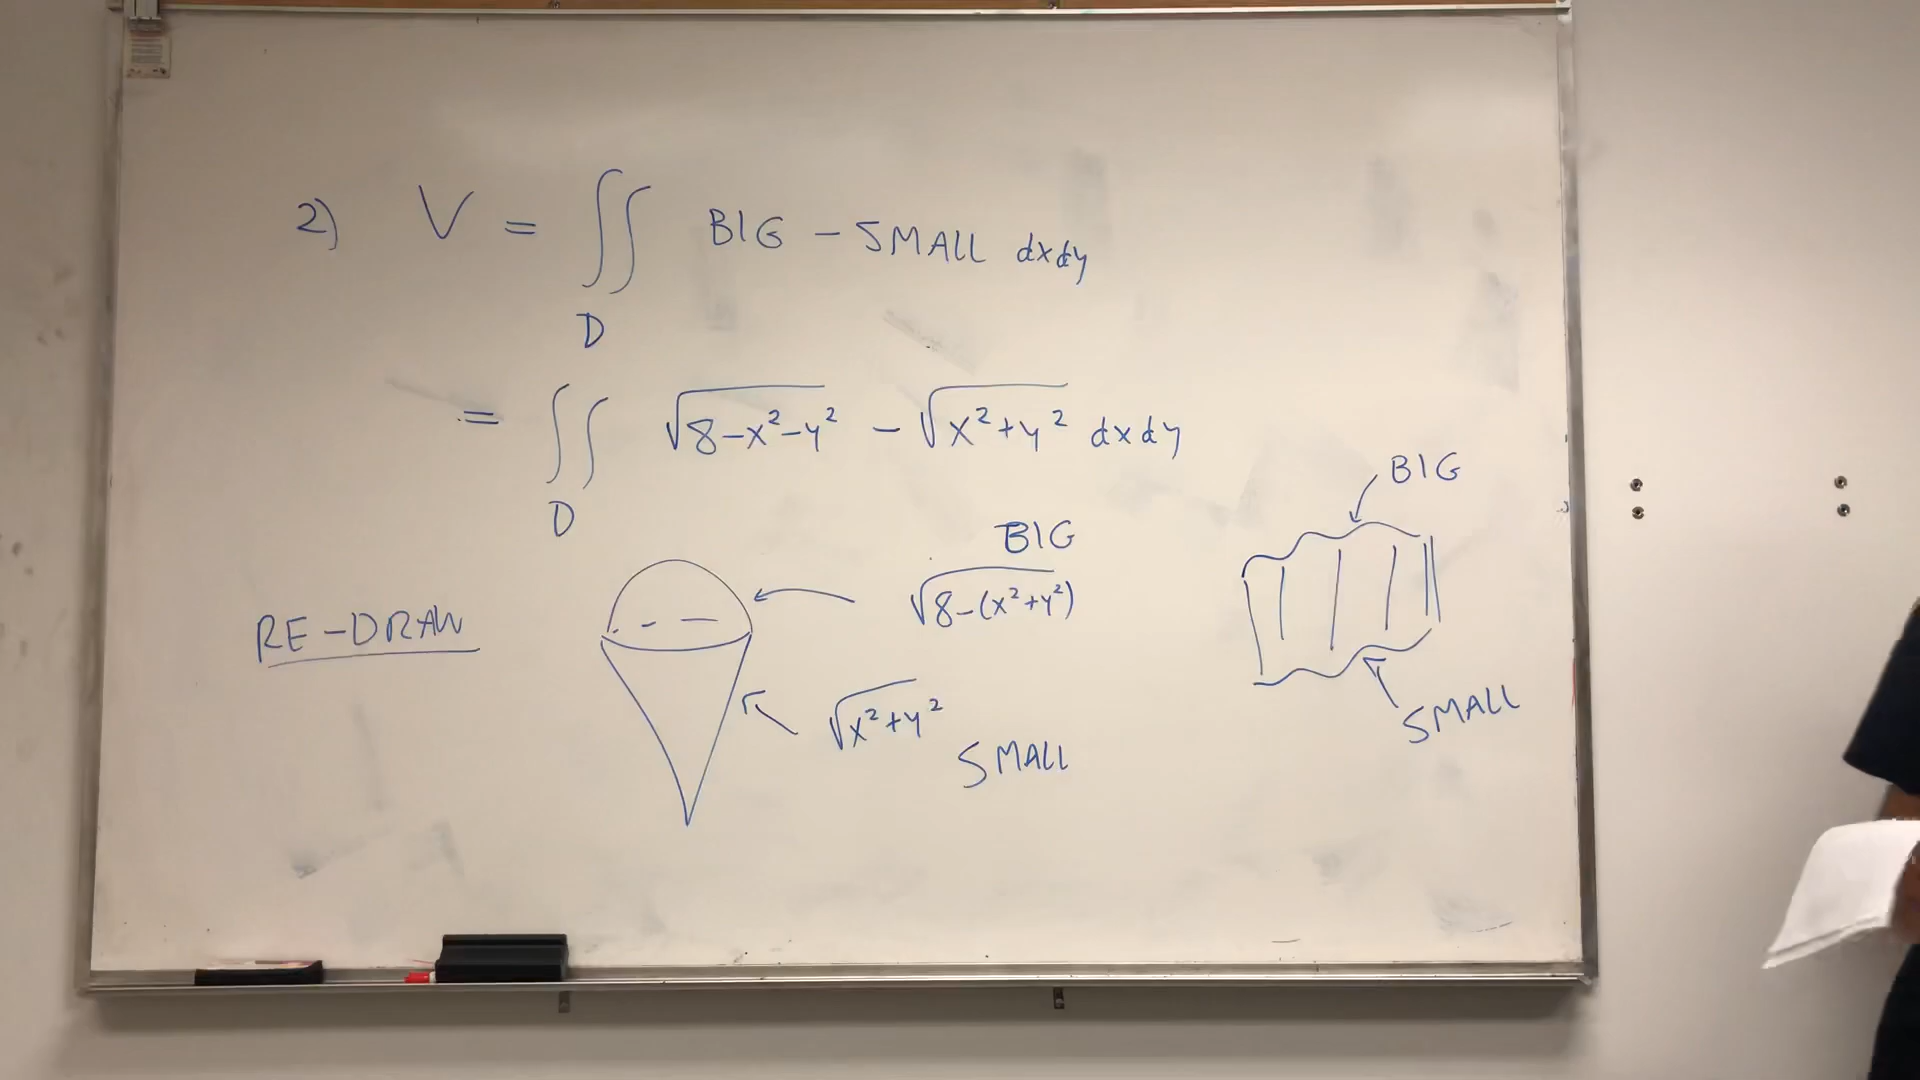 2) V = ∬ BIG - SMALL dxdy
D
= ∬ √8-x²-y² - √x²+y² dxdy
D
BIG
BIG
√8-(x²+y²)
RE-DRAW
√x²+y²
SMALL
SMALL